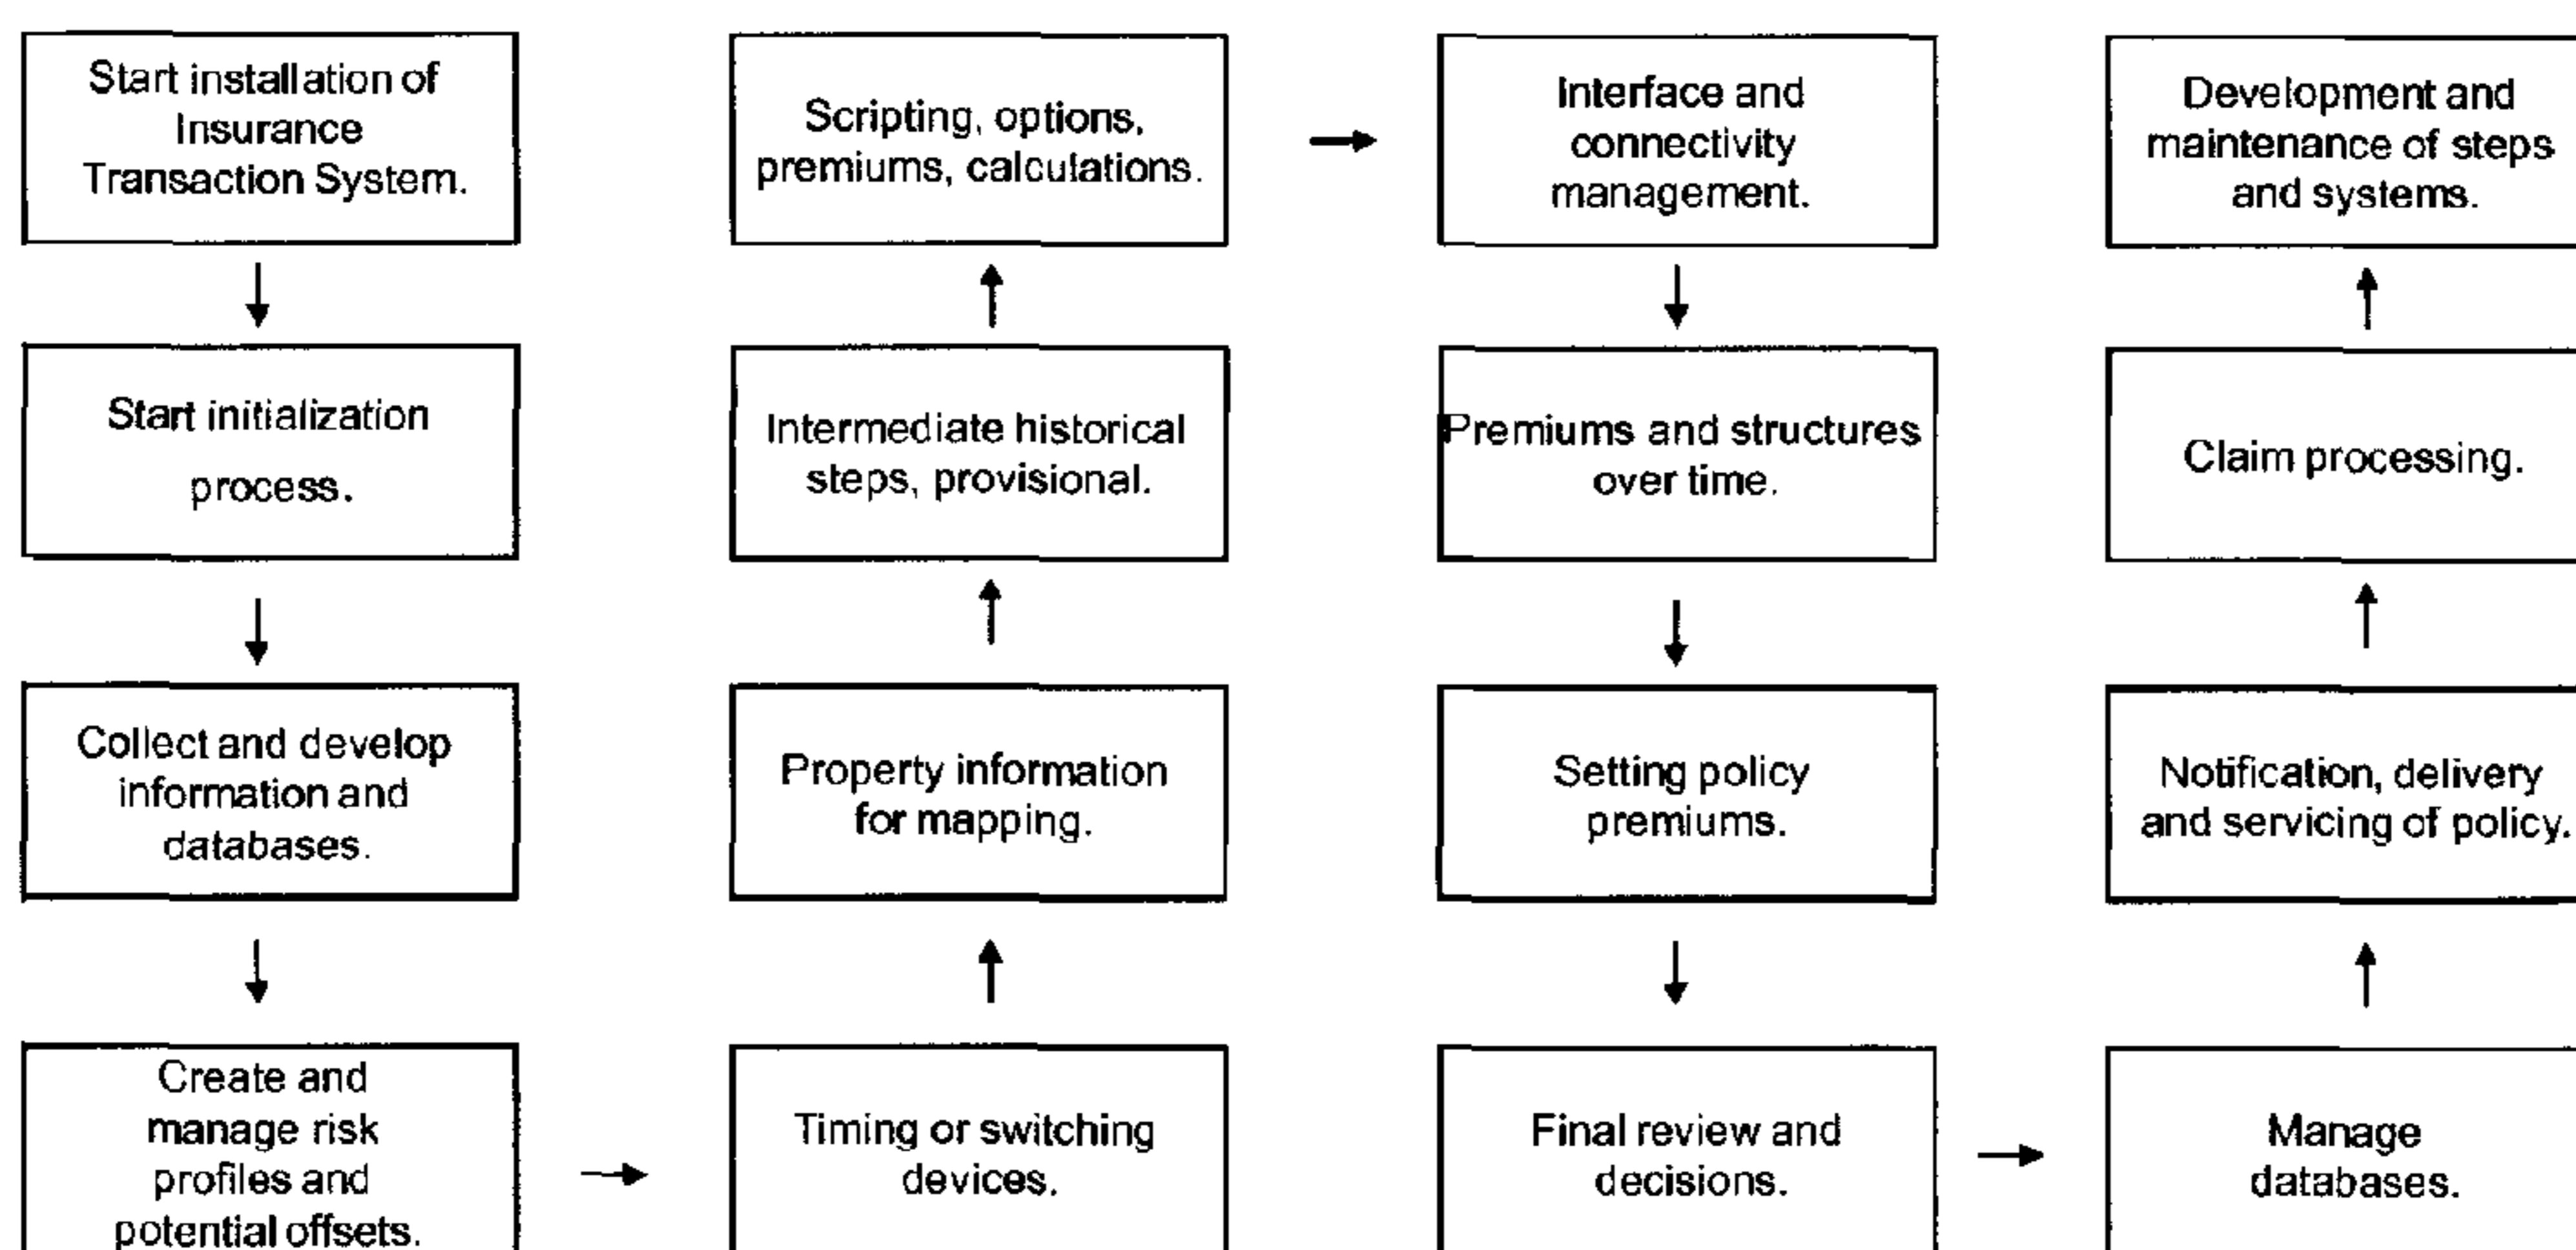 Start installation of
Insurance
Transaction System.
Start initialization
process.
Collect and develop
information and
databases.
Create and
manage risk
profiles and
potential offsets.
Timing or switching
devices.
Property information
for mapping.
Intermediate historical
steps, provisional.
Scripting, options,
premiums, calculations.
Interface and
connectivity
management.
Premiums and structures
over time.
Setting policy
premiums.
Final review and
decisions.
Manage
databases.
Notification, delivery
and servicing of policy.
Claim processing.
Development and
maintenance of steps
and systems.